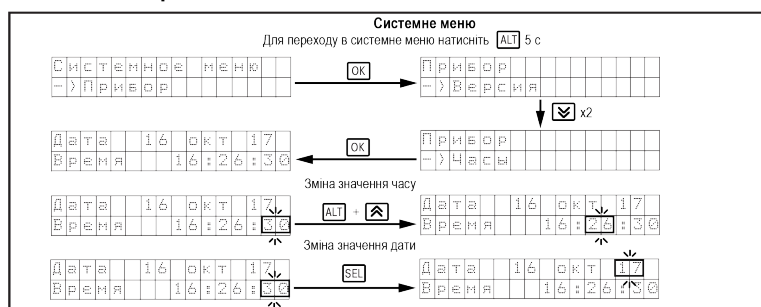 Системне меню
Для переходу в системне меню натисніть ALT 5 с
Системное меню
->Прибор
OK
Прибор
->Версия
x2
Дата 16 окт 17
Время 16:26:30
OK
Прибор
->Часы
Зміна значення часу
Дата 16 окт 17
Время 16:26:30
ALT +
Дата 16 окт 17
Время 16:26:30
Зміна значення дати
Дата 16 окт 17
Время 16:26:30
SEL
Дата 16 окт 17
Время 16:26:30